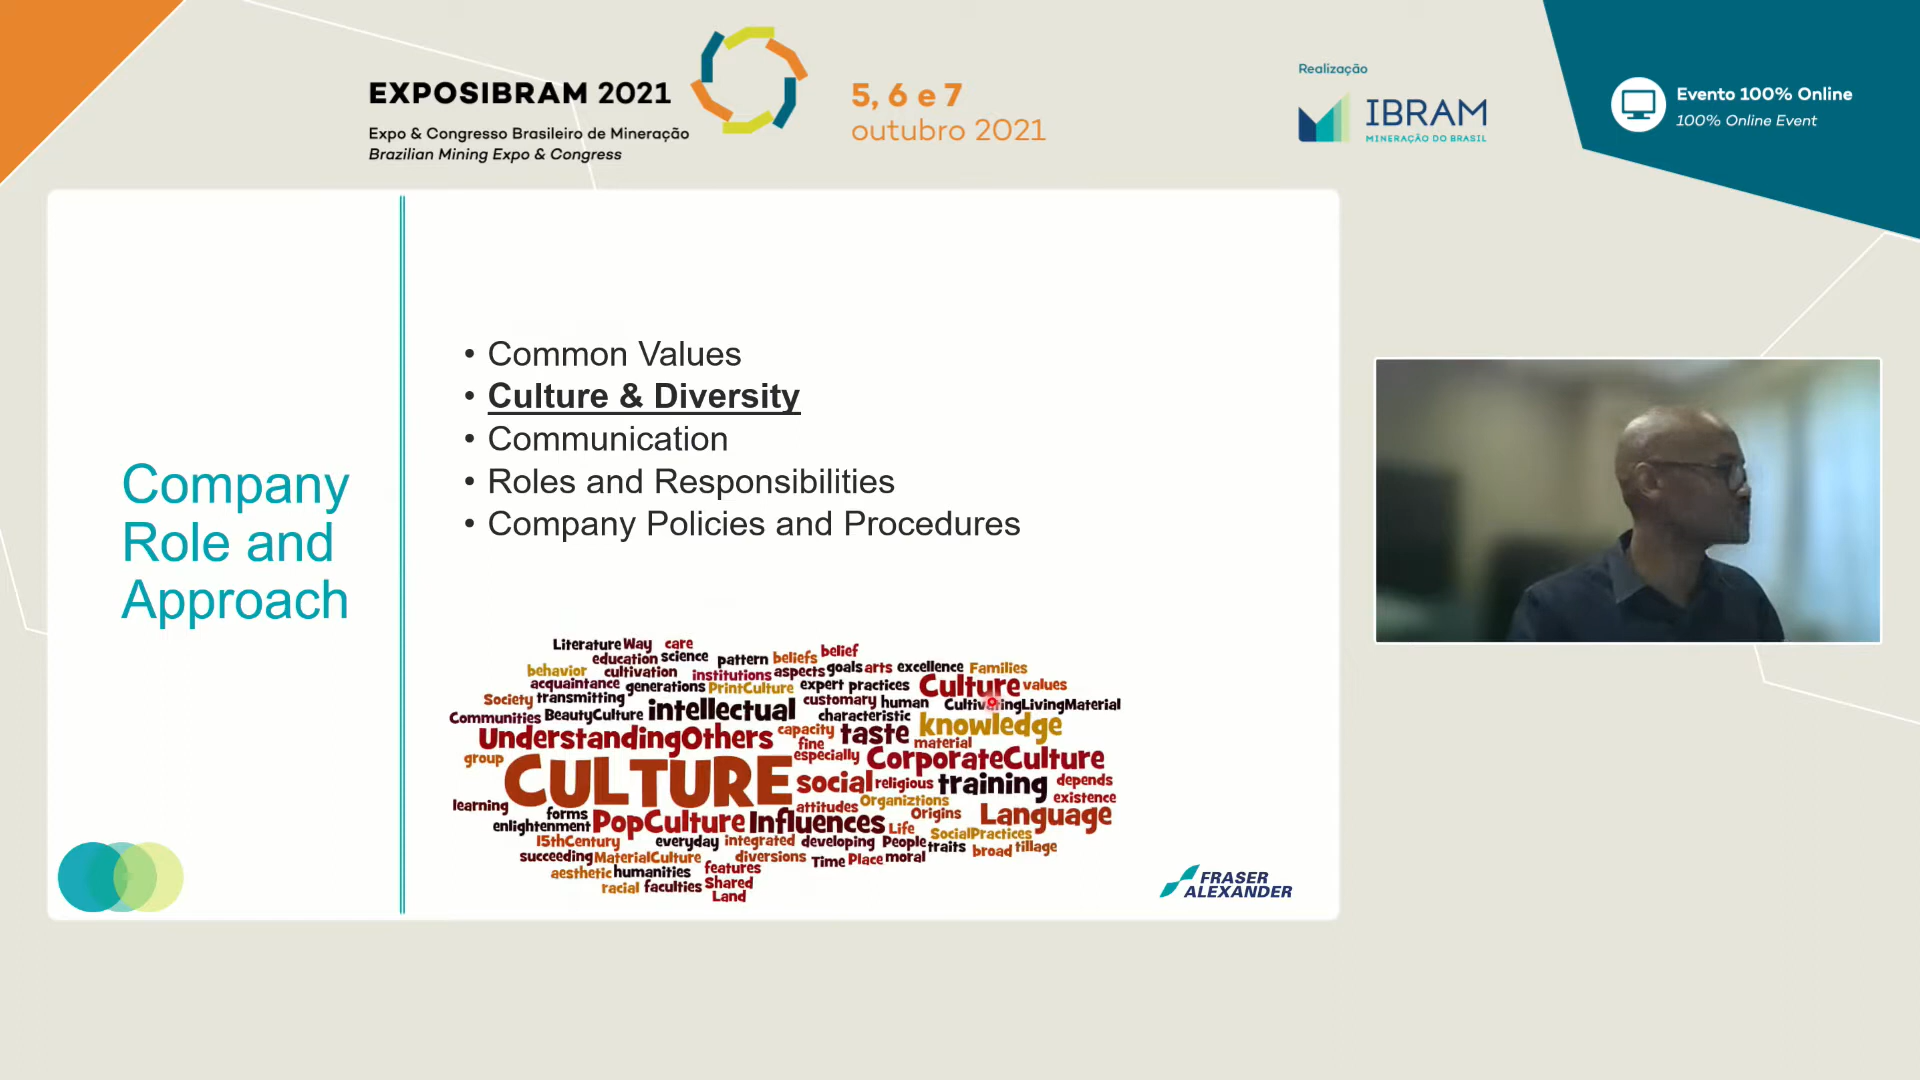 EXPOSIBRAM 2021
Expo & Congresso Brasileiro de Mineração
Brazilian Mining Expo & Congress
5, 6 e 7
outubro 2021
Realização
IBRAM
MINERAÇÃO DO BRASIL
Evento 100% Online
100% Online Event
Company
Role and
Approach
• Common Values
• Culture & Diversity
• Communication
• Roles and Responsibilities
• Company Policies and Procedures
Literature Way care
education science pattern beliefs belief
behavior cultivation institutions aspects goals arts excellence Families
acquaintance generations PrintCulture expert practices Culture values
Society transmitting intellectual customary human
Communities BeautyCulture characteristic knowledge
UnderstandingOthers capacity taste
fine material
group especially CorporateCulture
CULTURE social religious training depends
existence
learning attitudes Organiztions
forms Origins Language
enlightenment PopCulture Influences Life SocialPractices
15thCentury everyday integrated developing People traits broad tillage
succeeding MaterialCulture diversions Time Place moral
aesthetic humanities features
racial faculties Shared
Land
FRASER
ALEXANDER